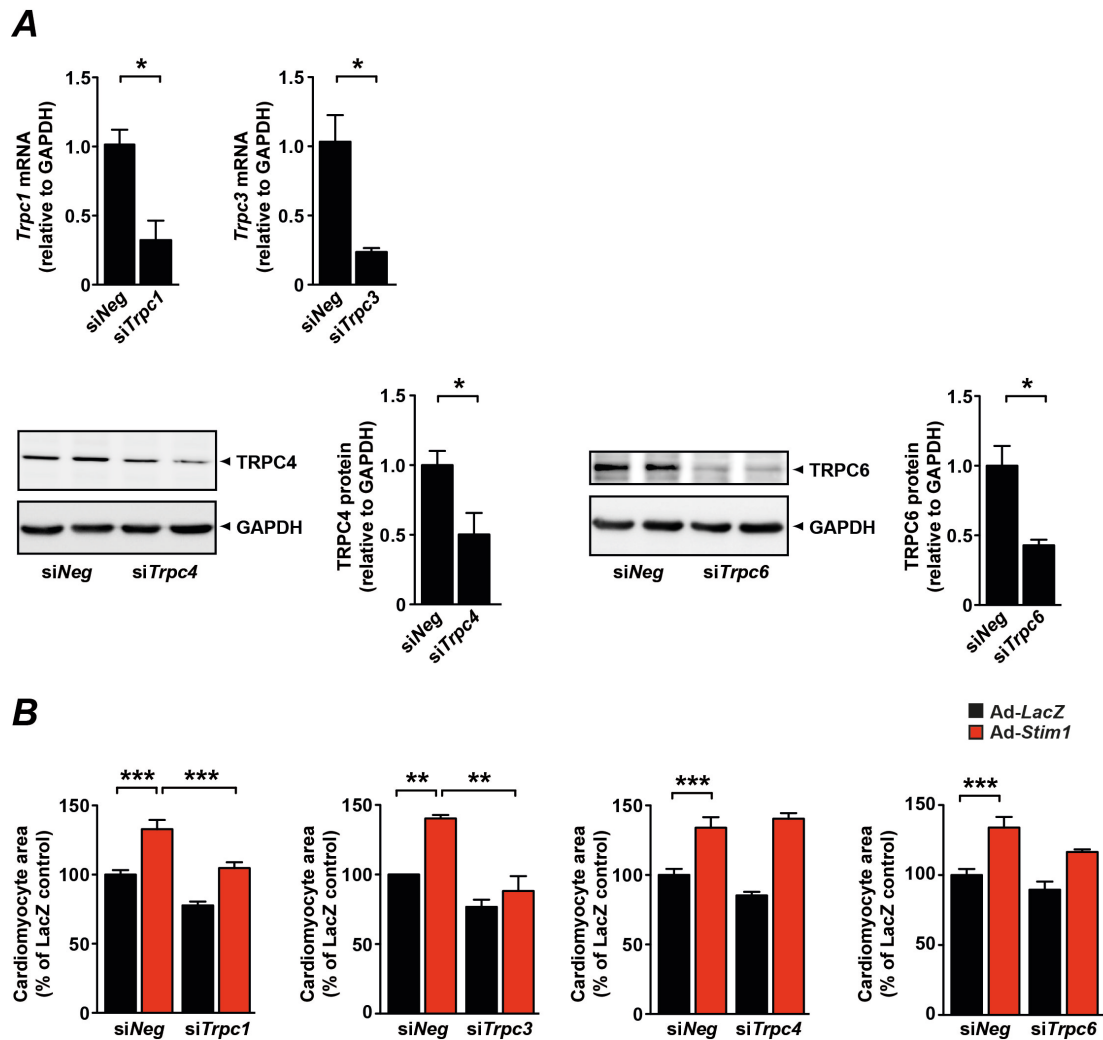 A
Trpc1 mRNA
(relative to GAPDH)
1.5
1.0
0.5
0
*
siNeg
siTrpc1
Trpc3 mRNA
(relative to GAPDH)
1.5
1.0
0.5
0
*
siNeg
siTrpc3
TRPC4
GAPDH
siNeg siTrpc4
TRPC4 protein
(relative to GAPDH)
1.5
1.0
0.5
0
*
siNeg
siTrpc4
TRPC6
GAPDH
siNeg siTrpc6
TRPC6 protein
(relative to GAPDH)
1.5
1.0
0.5
0
*
siNeg
siTrpc6
B
Ad-LacZ
Ad-Stim1
Cardiomyocyte area
(% of LacZ control)
150
100
50
0
*** ***
siNeg siTrpc1
Cardiomyocyte area
(% of LacZ control)
150
100
50
0
** **
siNeg siTrpc3
Cardiomyocyte area
(% of LacZ control)
150
100
50
0
***
siNeg siTrpc4
Cardiomyocyte area
(% of LacZ control)
150
100
50
0
***
siNeg siTrpc6